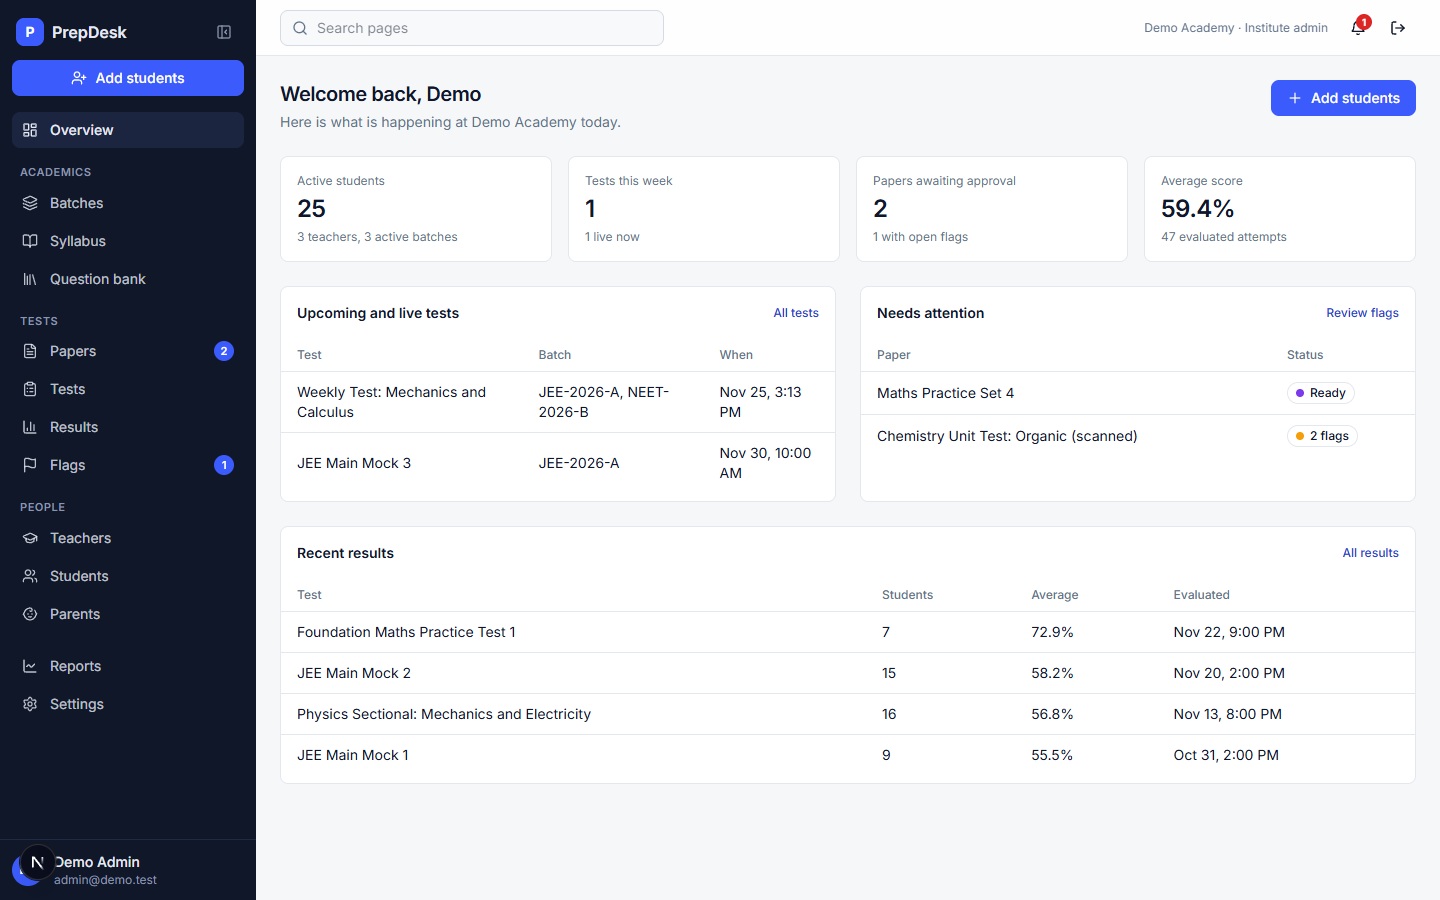 P PrepDesk
Add students
Overview
ACADEMICS
Batches
Syllabus
Question bank
TESTS
Papers 2
Tests
Results
Flags 1
PEOPLE
Teachers
Students
Parents
Reports
Settings
N Demo Admin
admin@demo.test
Search pages
Demo Academy · Institute admin 1
Welcome back, Demo
Here is what is happening at Demo Academy today.
Add students
Active students
25
3 teachers, 3 active batches
Tests this week
1
1 live now
Papers awaiting approval
2
1 with open flags
Average score
59.4%
47 evaluated attempts
Upcoming and live tests All tests
Test Batch When
Weekly Test: Mechanics and Calculus JEE-2026-A, NEET-2026-B Nov 25, 3:13 PM
JEE Main Mock 3 JEE-2026-A Nov 30, 10:00 AM
Needs attention Review flags
Paper Status
Maths Practice Set 4 Ready
Chemistry Unit Test: Organic (scanned) 2 flags
Recent results All results
Test Students Average Evaluated
Foundation Maths Practice Test 1 7 72.9% Nov 22, 9:00 PM
JEE Main Mock 2 15 58.2% Nov 20, 2:00 PM
Physics Sectional: Mechanics and Electricity 16 56.8% Nov 13, 8:00 PM
JEE Main Mock 1 9 55.5% Oct 31, 2:00 PM